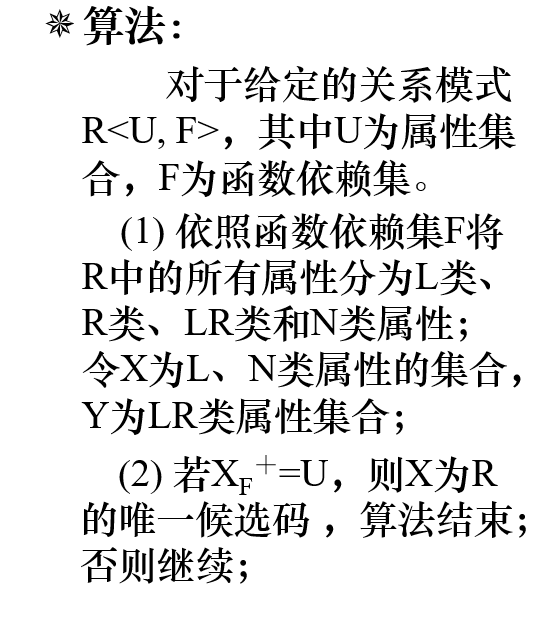 ✵ 算法：
对于给定的关系模式
R<U, F>，其中U为属性集
合，F为函数依赖集。
(1) 依照函数依赖集F将
R中的所有属性分为L类、
R类、LR类和N类属性；
令X为L、N类属性的集合，
Y为LR类属性集合；
(2) 若X_F⁺=U，则X为R
的唯一候选码 ，算法结束；
否则继续；